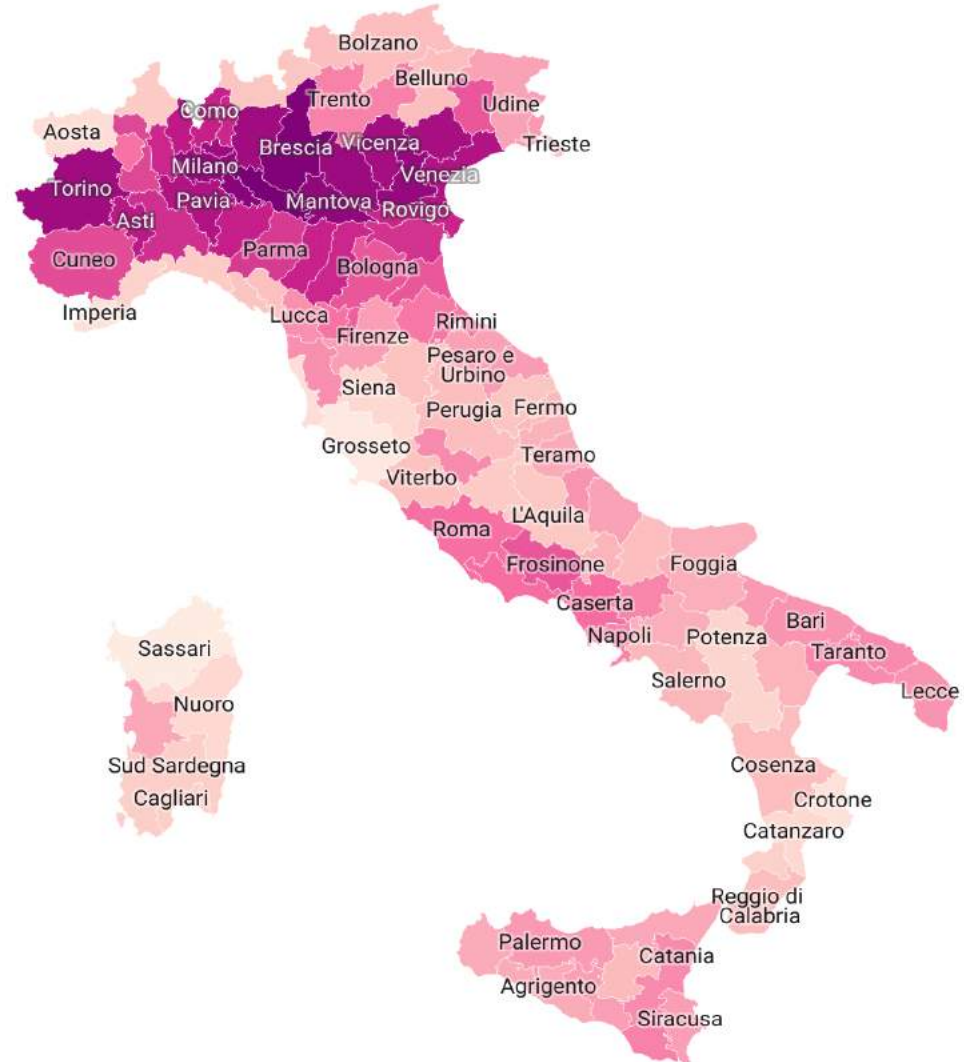 Bolzano
Belluno
Trento
Udine
Como
Aosta
Trieste
Brescia
Vicenza
Milano
Venezia
Torino
Pavia
Mantova
Rovigo
Asti
Parma
Cuneo
Bologna
Imperia
Lucca
Rimini
Firenze
Pesaro e
Urbino
Siena
Perugia
Fermo
Grosseto
Teramo
Viterbo
L'Aquila
Roma
Frosinone
Foggia
Caserta
Bari
Napoli
Potenza
Taranto
Sassari
Salerno
Lecce
Nuoro
Sud Sardegna
Cosenza
Cagliari
Crotone
Catanzaro
Reggio di
Calabria
Palermo
Catania
Agrigento
Siracusa